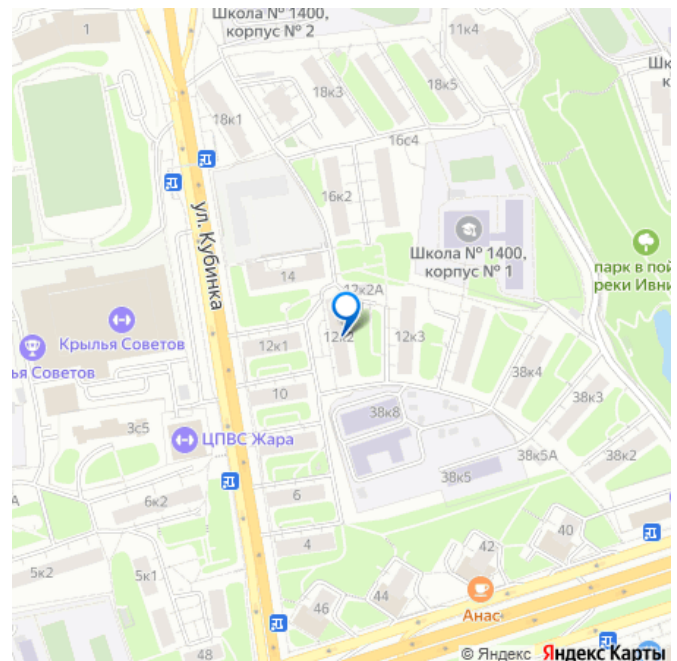 1
Школа № 1400,
корпус № 2
11к4
Шк
к
18к3
18к5
18к1
16с4
ул. Кубинка
16к2
Школа № 1400,
корпус № 1
парк в пой
реки Ивни
14
12к2А
Крылья Советов
12к1
12к2
12к3
ья Советов
38к4
10
38к3
38к8
3с5
ЦПВС Жара
38к5А
38к2
38к5
А
6к2
6
4
40
42
5к2
5к1
44
46
Анас
48
© Яндекс Яндекс Карты